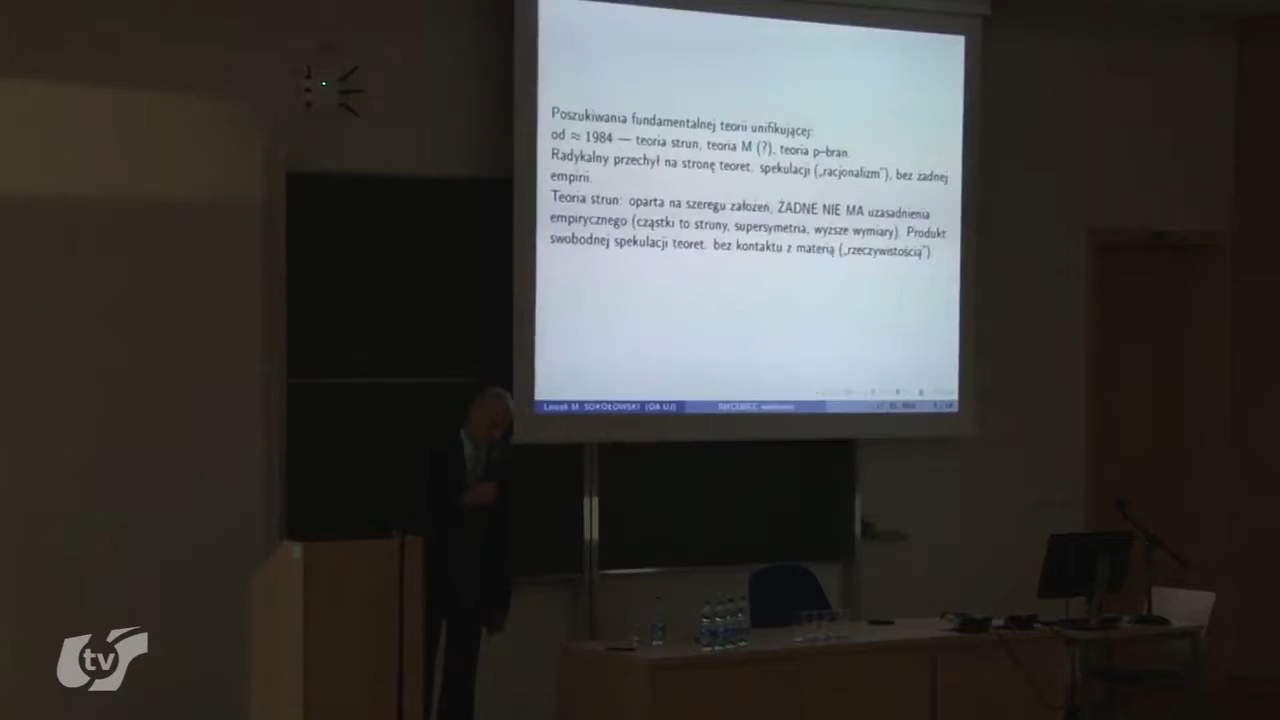 Poszukiwania fundamentalnej teorii unifikującej:
od ≈ 1984 — teoria strun, teoria M (?), teoria p–bran.
Radykalny przechył na stronę teoret. spekulacji („racjonalizm”), bez żadnej
empirii.
Teoria strun: oparta na szeregu założeń, ŻADNE NIE MA uzasadnienia
empirycznego (cząstki to struny, supersymetria, wyższe wymiary). Produkt
swobodnej spekulacji teoret. bez kontaktu z materią („rzeczywistością”)
Leszek M. SOKOŁOWSKI (OA UJ)
tv